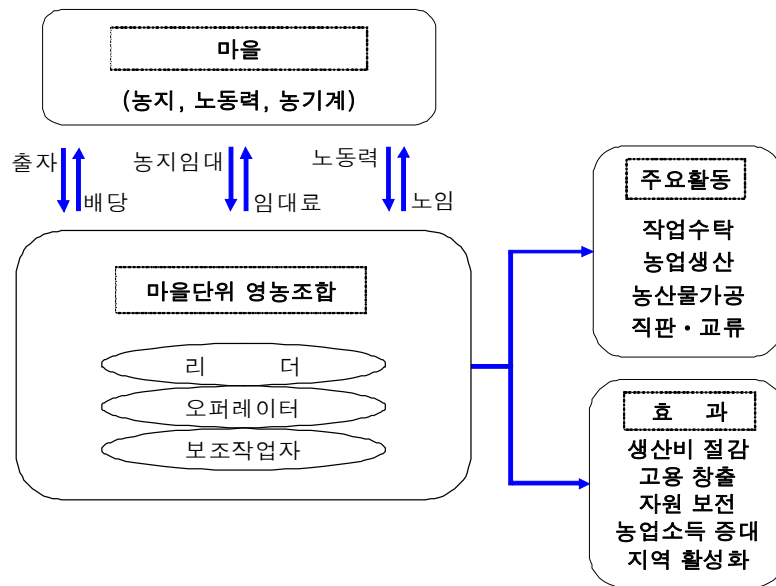 마을
(농지, 노동력, 농기계)
출자
배당
농지임대
임대료
노동력
노임
마을단위 영농조합
리 더
오퍼레이터
보조작업자
주요활동
작업수탁
농업생산
농산물가공
직판・교류
효 과
생산비 절감
고용 창출
자원 보전
농업소득 증대
지역 활성화